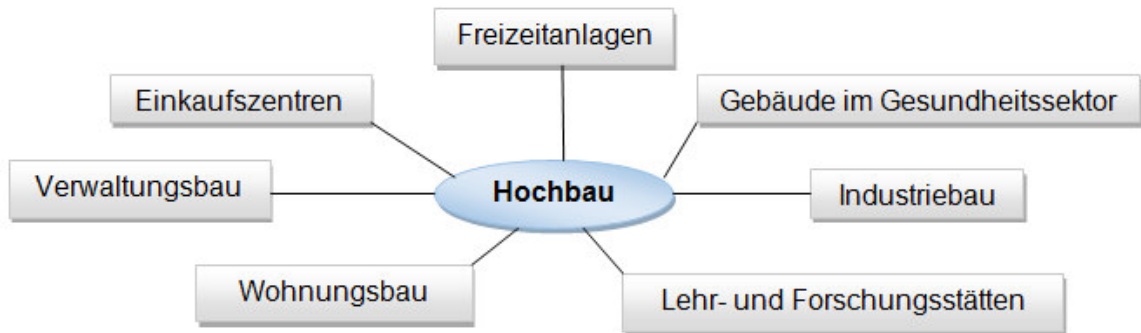 Freizeitanlagen
Einkaufszentren
Gebäude im Gesundheitssektor
Verwaltungsbau
Hochbau
Industriebau
Wohnungsbau
Lehr- und Forschungsstätten